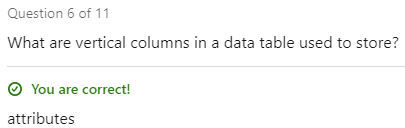 Question 6 of 11
What are vertical columns in a data table used to store?
You are correct!
attributes